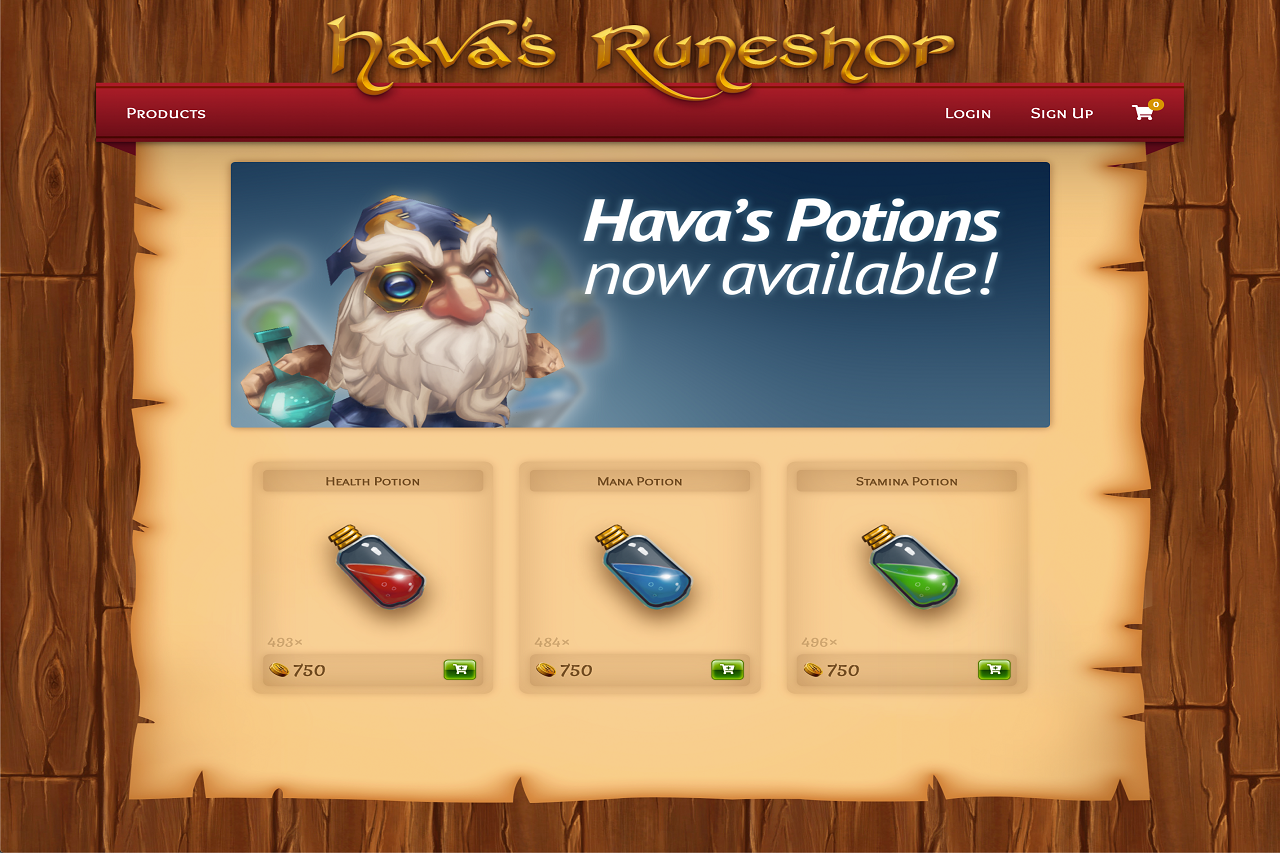 Hava's Runeshop
Products
Login
Sign Up
0
Hava's Potions
now available!
Health Potion
Mana Potion
Stamina Potion
493×
484×
496×
750
750
750